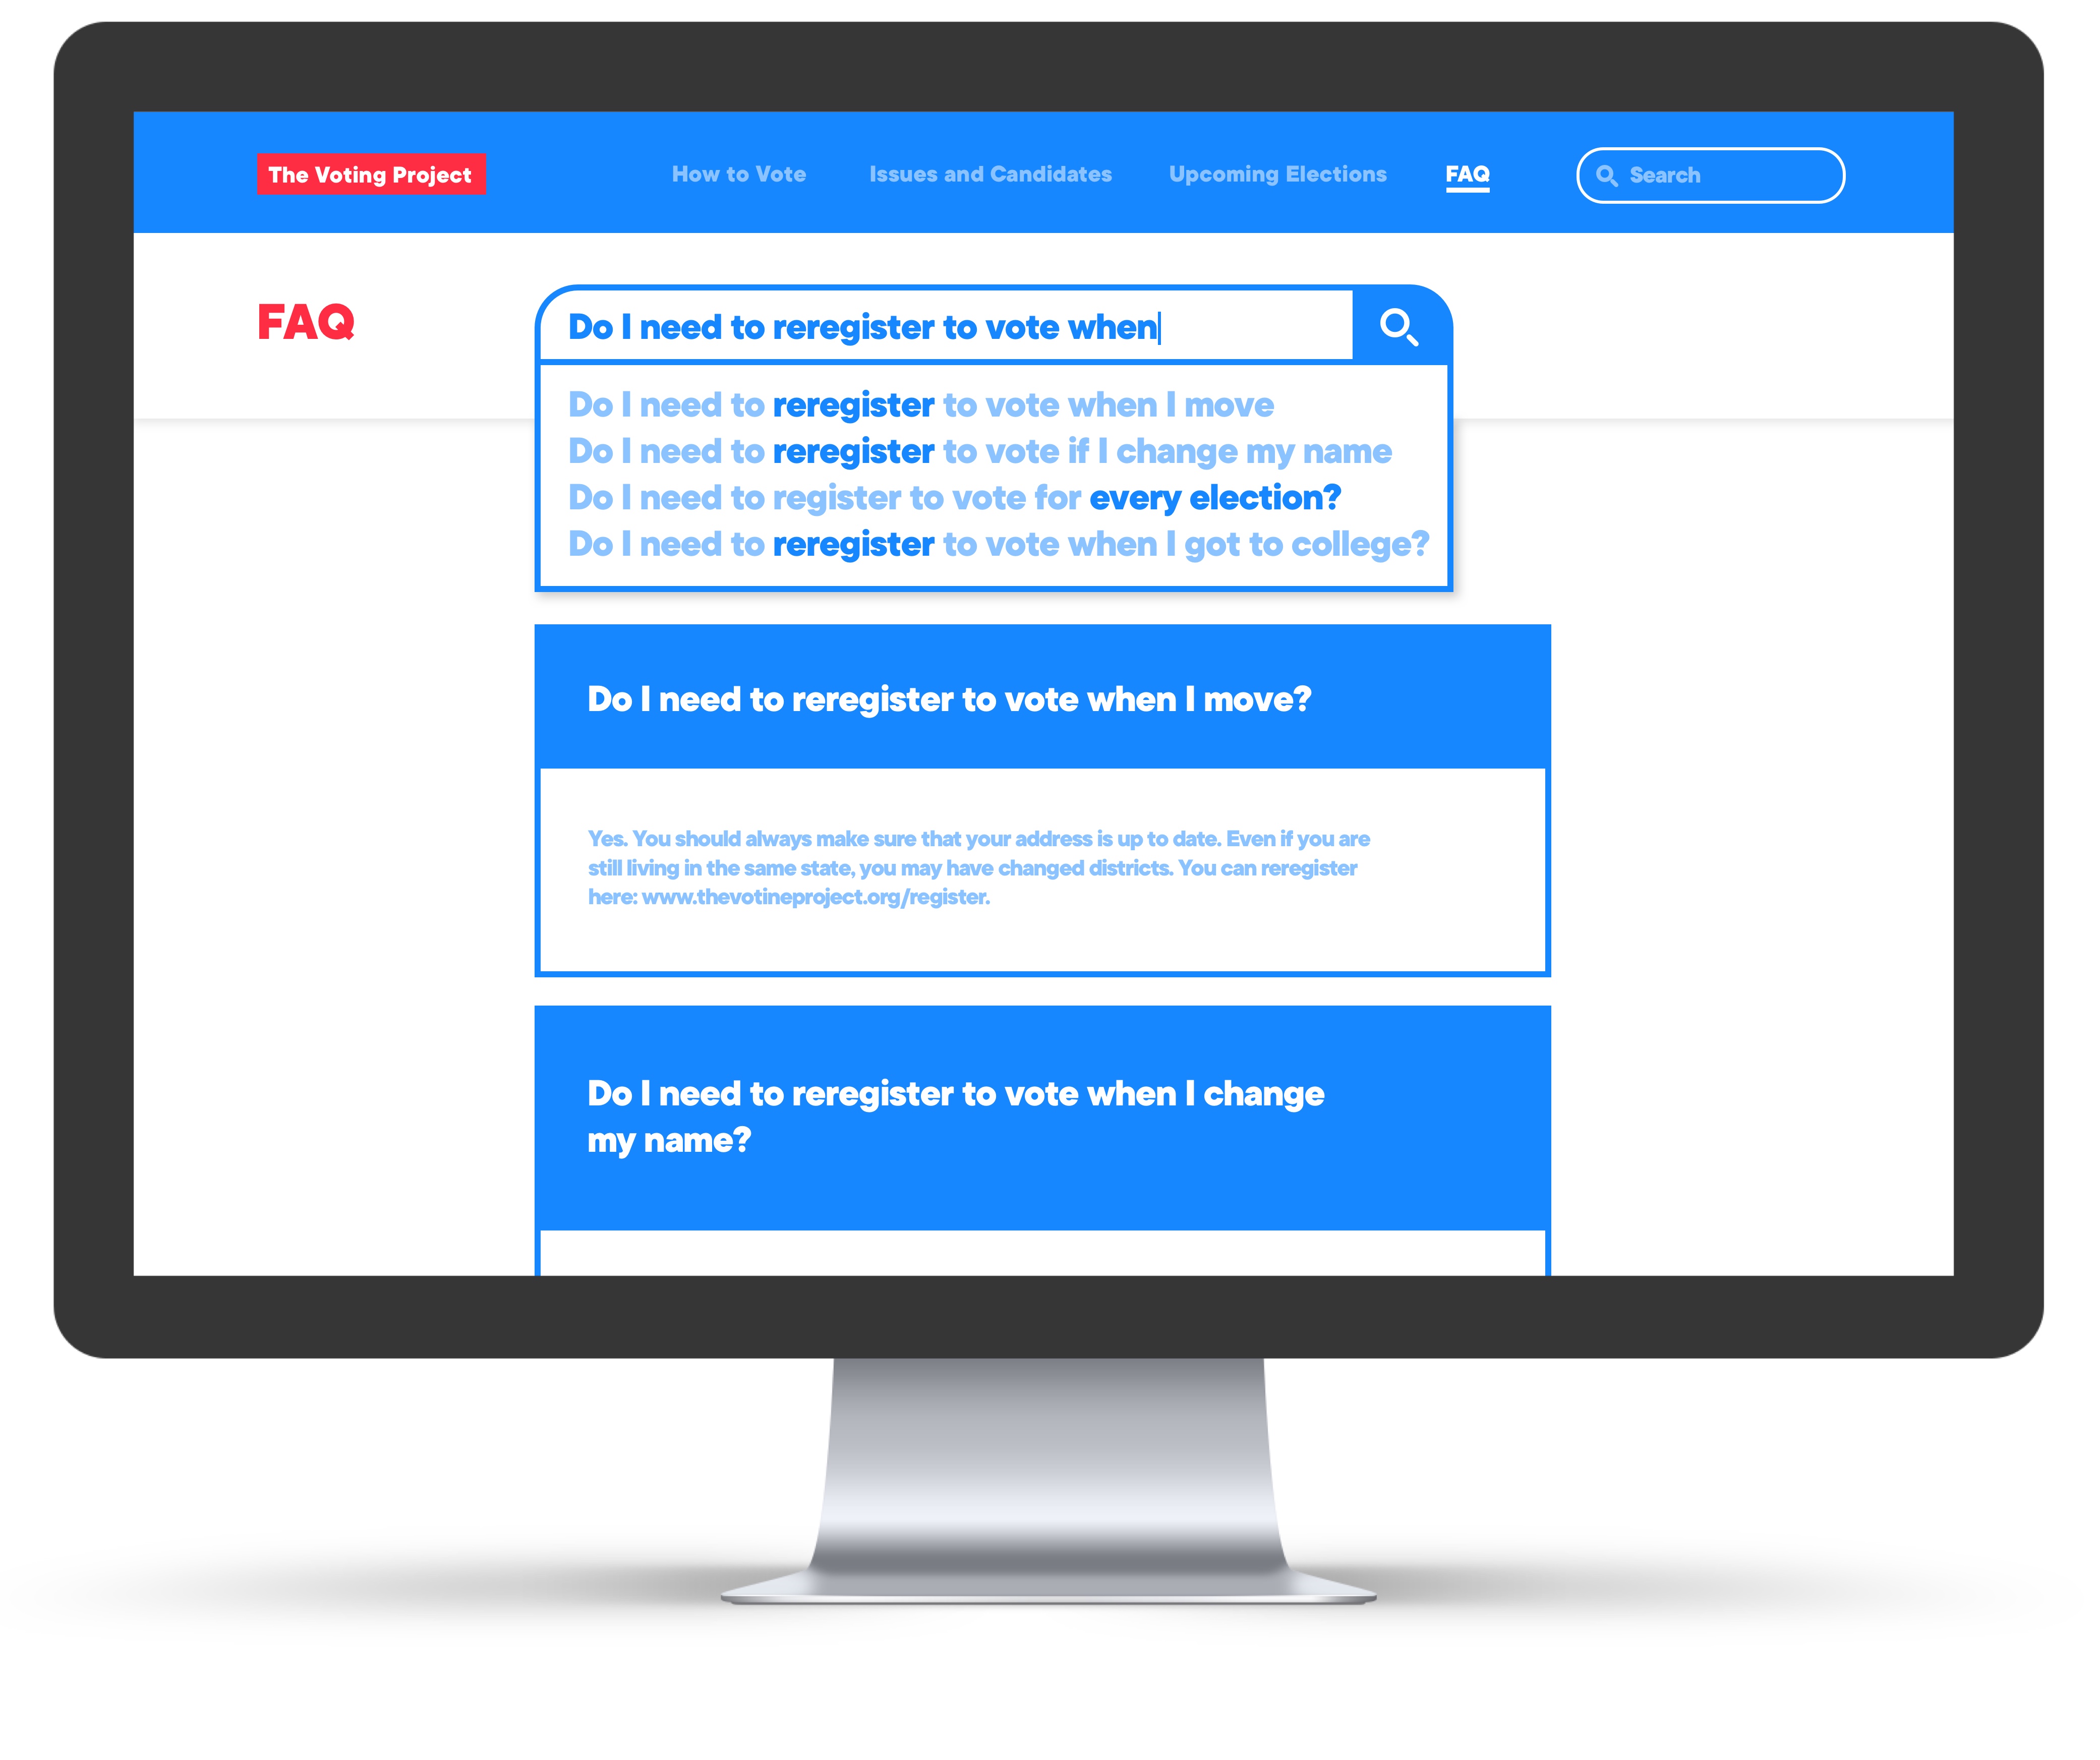 The Voting Project
How to Vote
Issues and Candidates
Upcoming Elections
FAQ
Search
FAQ
Do I need to reregister to vote when
Do I need to reregister to vote when I move
Do I need to reregister to vote if I change my name
Do I need to register to vote for every election?
Do I need to reregister to vote when I got to college?
Do I need to reregister to vote when I move?
Yes. You should always make sure that your address is up to date. Even if you are
still living in the same state, you may have changed districts. You can reregister
here: www.thevotineproject.org/register.
Do I need to reregister to vote when I change
my name?